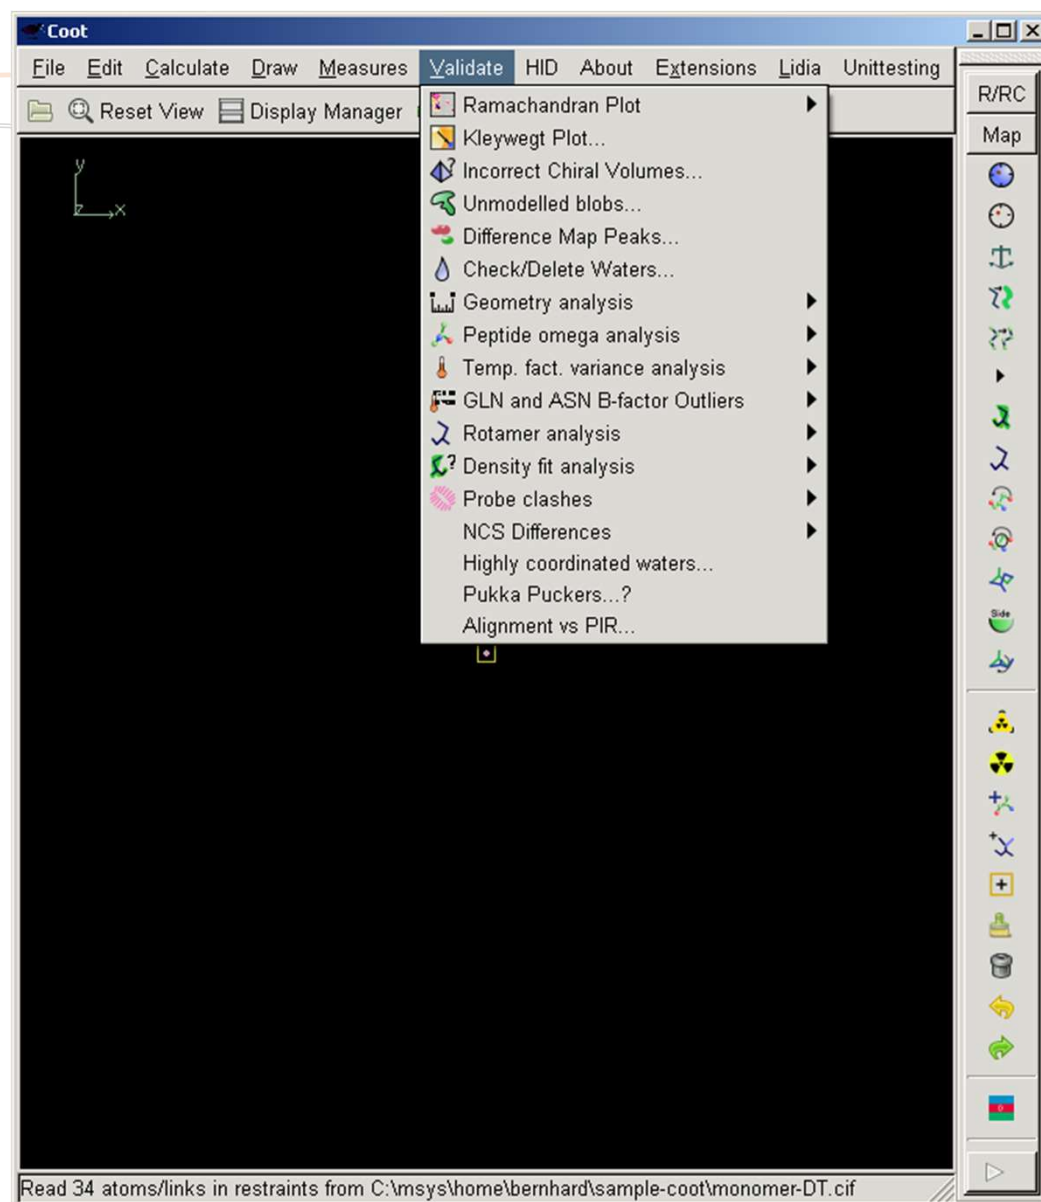 Coot
File Edit Calculate Draw Measures Validate HID About Extensions Lidia Unittesting
Reset View Display Manager
R/RC
Map
Ramachandran Plot
Kleywegt Plot...
Incorrect Chiral Volumes...
Unmodelled blobs...
Difference Map Peaks...
Check/Delete Waters...
Geometry analysis
Peptide omega analysis
Temp. fact. variance analysis
GLN and ASN B-factor Outliers
Rotamer analysis
Density fit analysis
Probe clashes
NCS Differences
Highly coordinated waters...
Pukka Puckers...?
Alignment vs PIR...
y
z x
Side
Read 34 atoms/links in restraints from C:\msys\home\bernhard\sample-coot\monomer-DT.cif